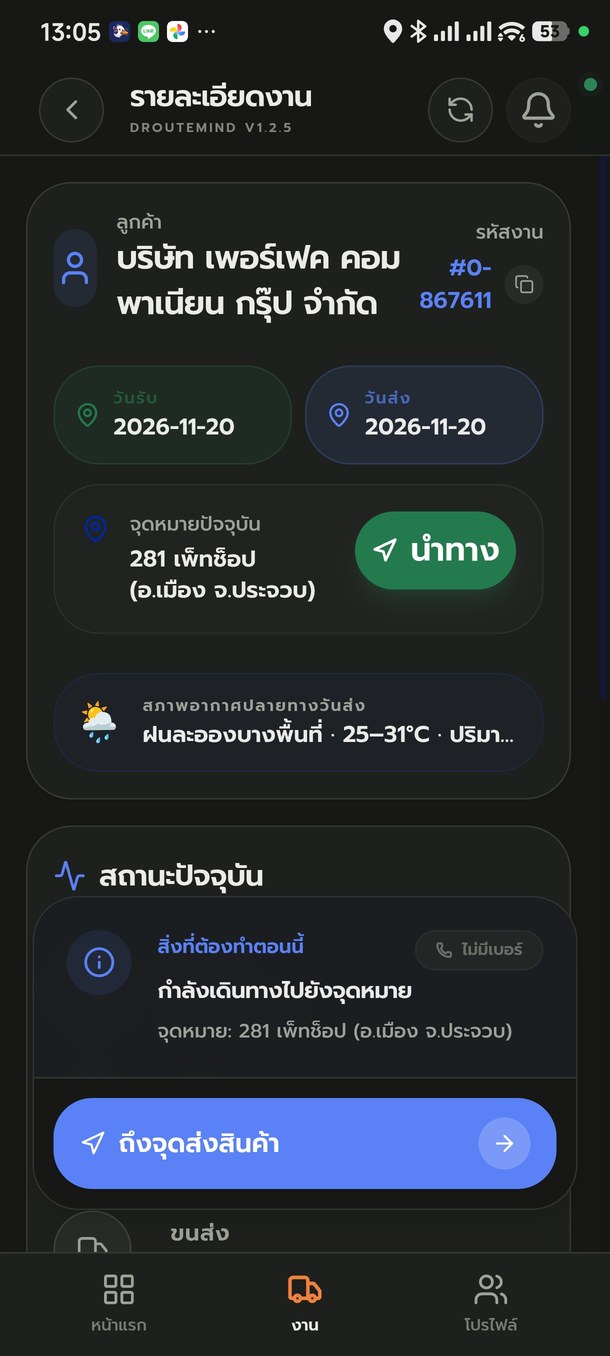 13:05
53
รายละเอียดงาน
DROUTEMIND V1.2.5
ลูกค้า
บริษัท เพอร์เฟค คอม
พาเนียน กรุ๊ป จำกัด
รหัสงาน
#0-
867611
วันรับ
2026-11-20
วันส่ง
2026-11-20
จุดหมายปัจจุบัน
281 เพ็ทช็อป
(อ.เมือง จ.ประจวบ)
นำทาง
สภาพอากาศปลายทางวันส่ง
ฝนละอองบางพื้นที่ · 25–31°C · ปริมา...
สถานะปัจจุบัน
สิ่งที่ต้องทำตอนนี้
ไม่มีเบอร์
กำลังเดินทางไปยังจุดหมาย
จุดหมาย: 281 เพ็ทช็อป (อ.เมือง จ.ประจวบ)
ถึงจุดส่งสินค้า
ขนส่ง
หน้าแรก
งาน
โปรไฟล์